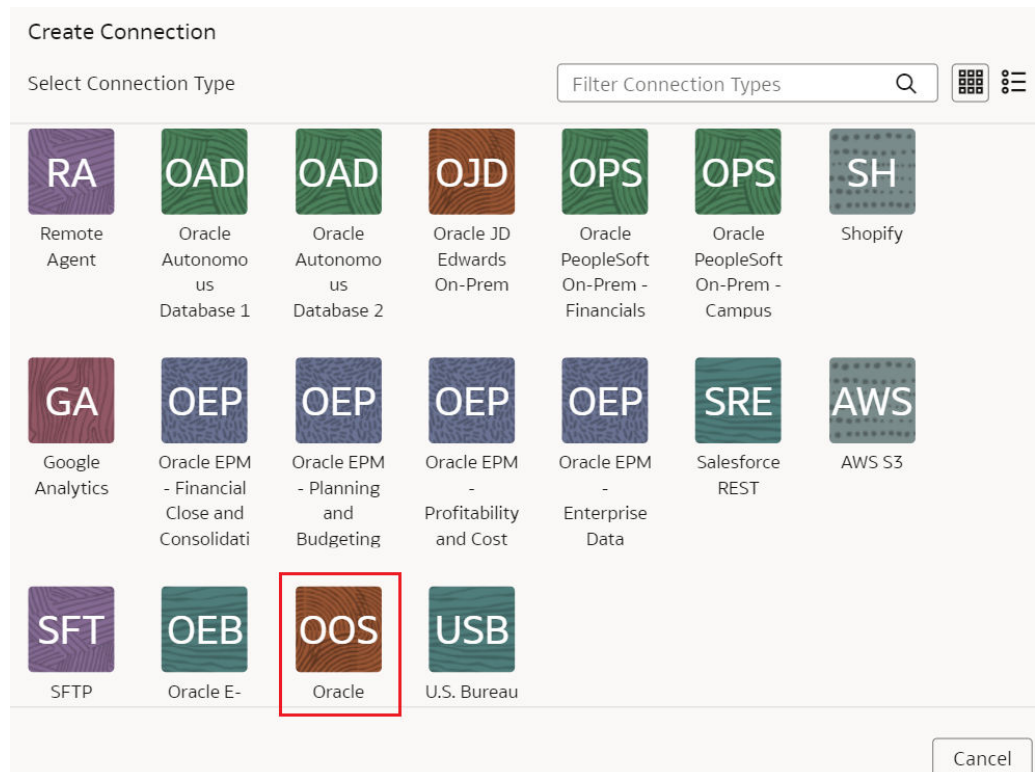 Create Connection
Select Connection Type
Filter Connection Types
RA
OAD
OAD
OJD
OPS
OPS
SH
Remote
Agent
Oracle
Autonomo
us
Database 1
Oracle
Autonomo
us
Database 2
Oracle JD
Edwards
On-Prem
Oracle
PeopleSoft
On-Prem -
Financials
Oracle
PeopleSoft
On-Prem -
Campus
Shopify
GA
OEP
OEP
OEP
OEP
SRE
AWS
Google
Analytics
Oracle EPM
- Financial
Close and
Consolidati
Oracle EPM
- Planning
and
Budgeting
Oracle EPM
-
Profitability
and Cost
Oracle EPM
-
Enterprise
Data
Salesforce
REST
AWS S3
SFT
OEB
OOS
USB
SFTP
Oracle E-
Oracle
U.S. Bureau
Cancel